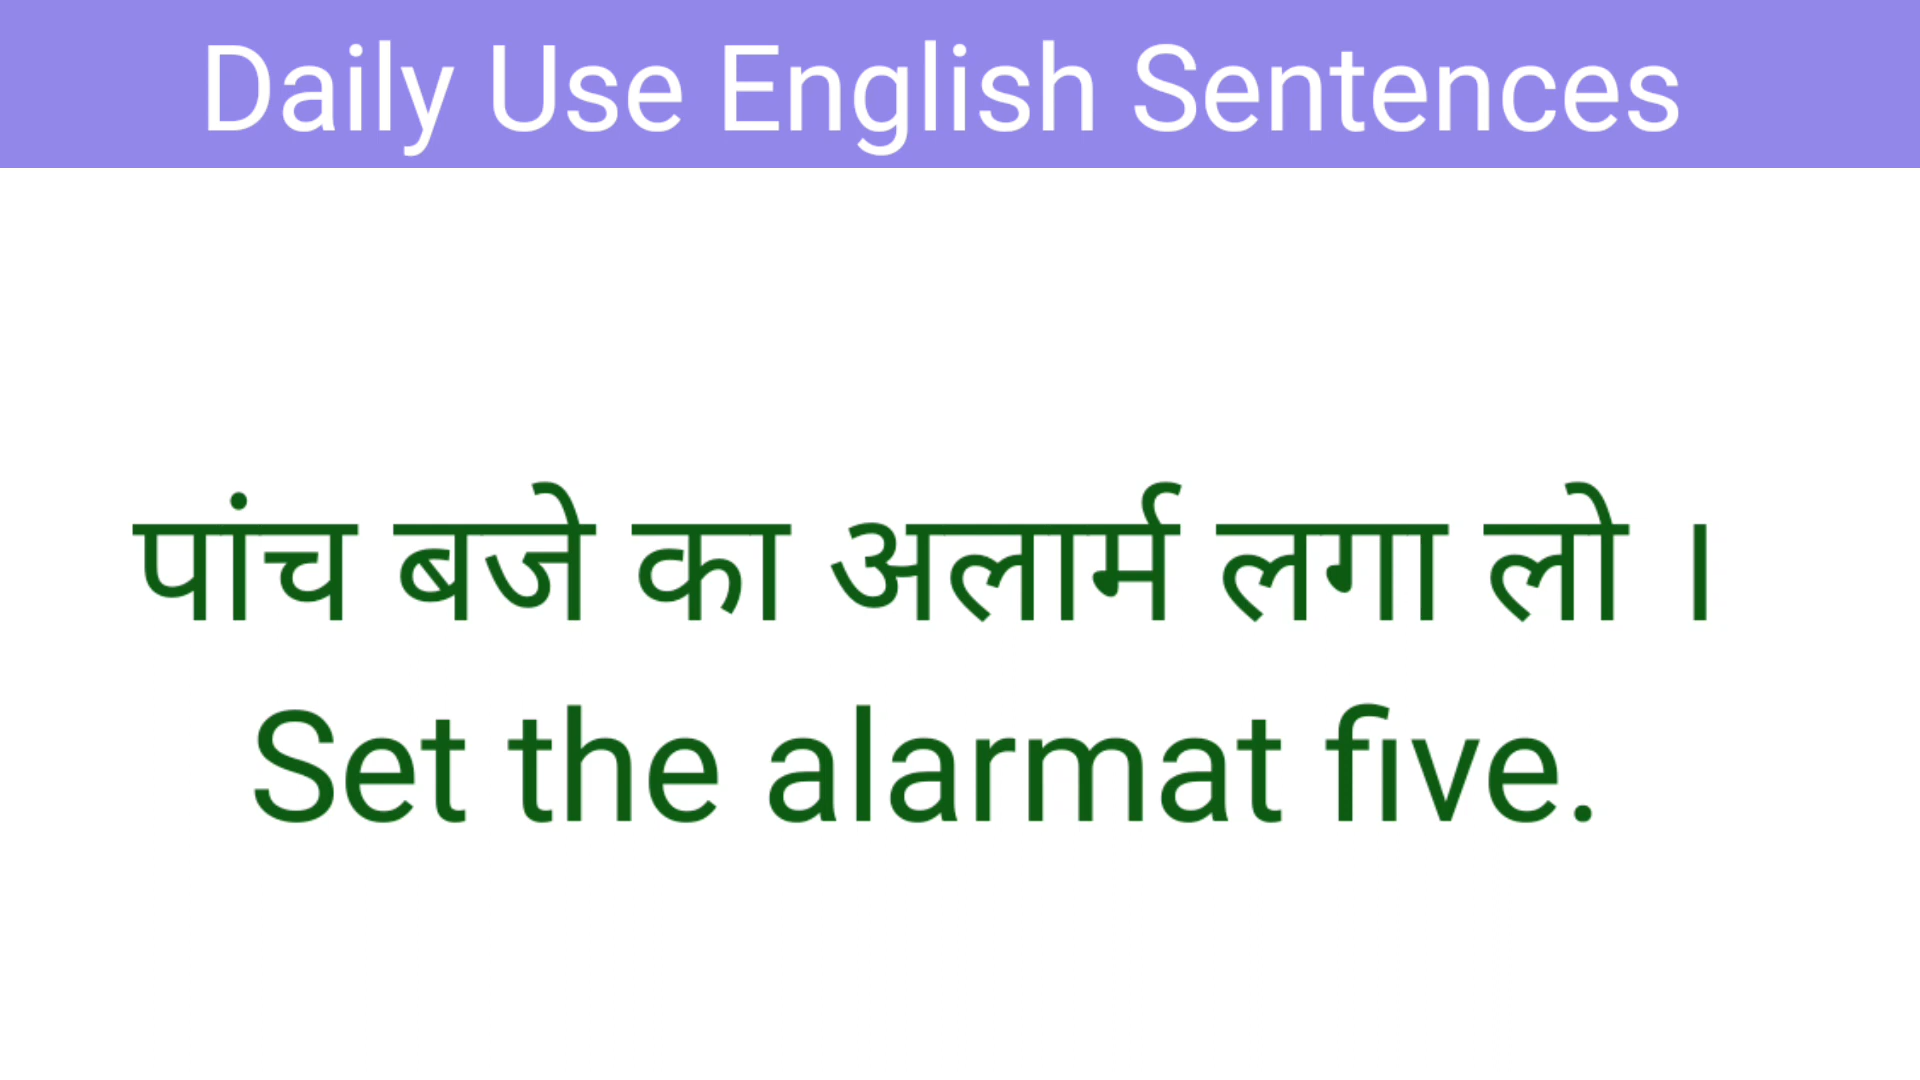 Daily Use English Sentences
पांच बजे का अलार्म लगा लो ।
Set the alarmat five.